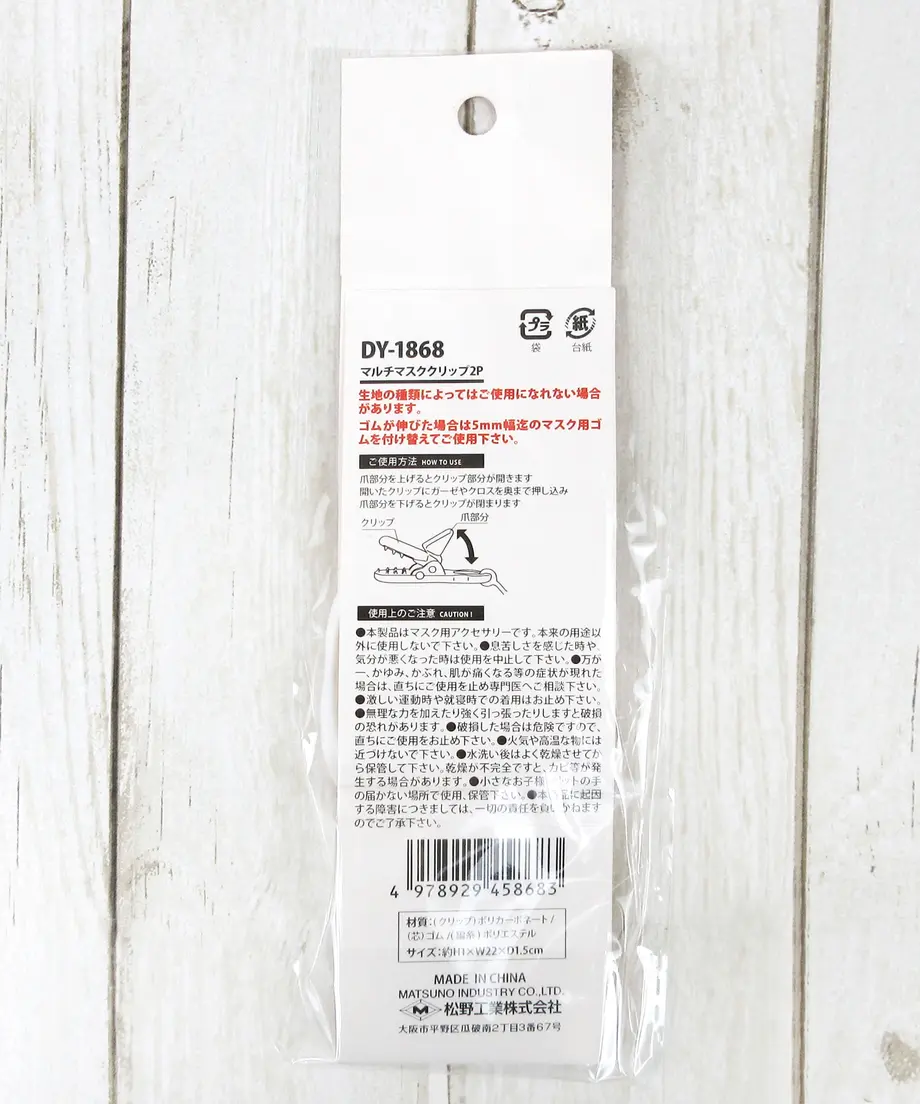 プラ
紙
袋
台紙
DY-1868
マルチマスククリップ2P
生地の種類によってはご使用になれない場合
があります。
ゴムが伸びた場合は5mm幅迄のマスク用ゴ
ムを付け替えてご使用下さい。
ご使用方法 HOW TO USE
爪部分を上げるとクリップ部分が開きます
開いたクリップにガーゼやクロスを奥まで押し込み
爪部分を下げるとクリップが閉まります
クリップ
爪部分
使用上のご注意 CAUTION!
●本製品はマスク用アクセサリーです。本来の用途以
外に使用しないで下さい。●息苦しさを感じた時や、
気分が悪くなった時は使用を中止して下さい。●万が
一、かゆみ、かぶれ、肌が痛くなる等の症状が現れた
場合は、直ちにご使用を止め専門医へご相談下さい。
●激しい運動時や就寝時での着用はお止め下さい。
●無理な力を加えたり強く引っ張ったりしますと破損
の恐れがあります。●破損した場合は危険ですので、
直ちにご使用をお止め下さい。●火気や高温な物には
近づけないで下さい。●水洗い後はよく乾燥させてか
ら保管して下さい。乾燥が不完全ですと、カビ等が発
生する場合があります。●小さなお子様 ットの手
の届かない場所で使用、保管下さい。●本 品に起因
する障害につきましては、一切の責任を負いかねます
のでご了承下さい。
4 978929 458683
材質:(クリップ)ポリカーボネート/
(芯)ゴム/( 糸)ポリエステル
サイズ:約H1×W22×D1.5cm
MADE IN CHINA
MATSUNO INDUSTRY CO.,LTD.
M 松野工業株式会社
大阪市平野区瓜破南2丁目3番67号